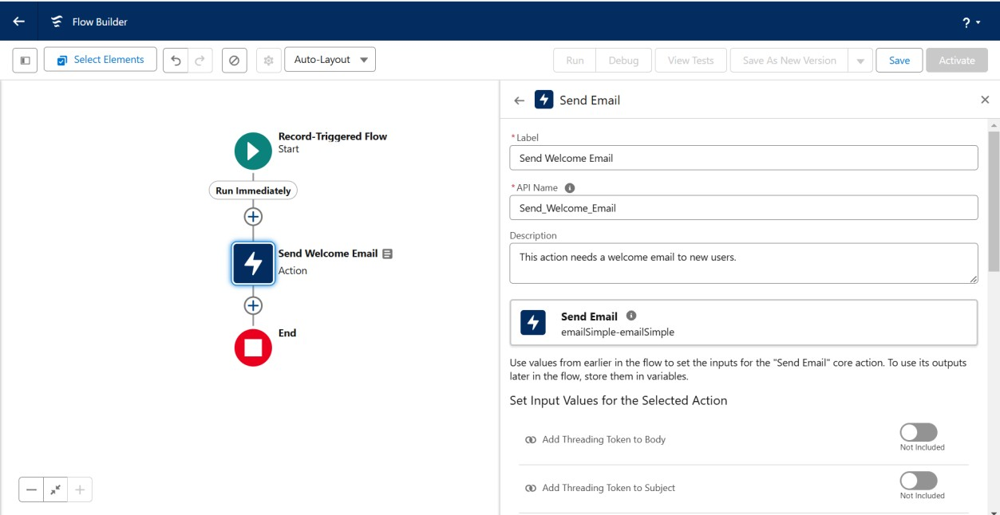 Flow Builder
?
Select Elements
Auto-Layout
Run
Debug
View Tests
Save As New Version
Save
Activate
Record-Triggered Flow
Start
Run Immediately
Send Welcome Email
Action
End
Send Email
*Label
Send Welcome Email
*API Name
Send_Welcome_Email
Description
This action needs a welcome email to new users.
Send Email
emailSimple-emailSimple
Use values from earlier in the flow to set the inputs for the "Send Email" core action. To use its outputs
later in the flow, store them in variables.
Set Input Values for the Selected Action
Add Threading Token to Body
Not Included
Add Threading Token to Subject
Not Included